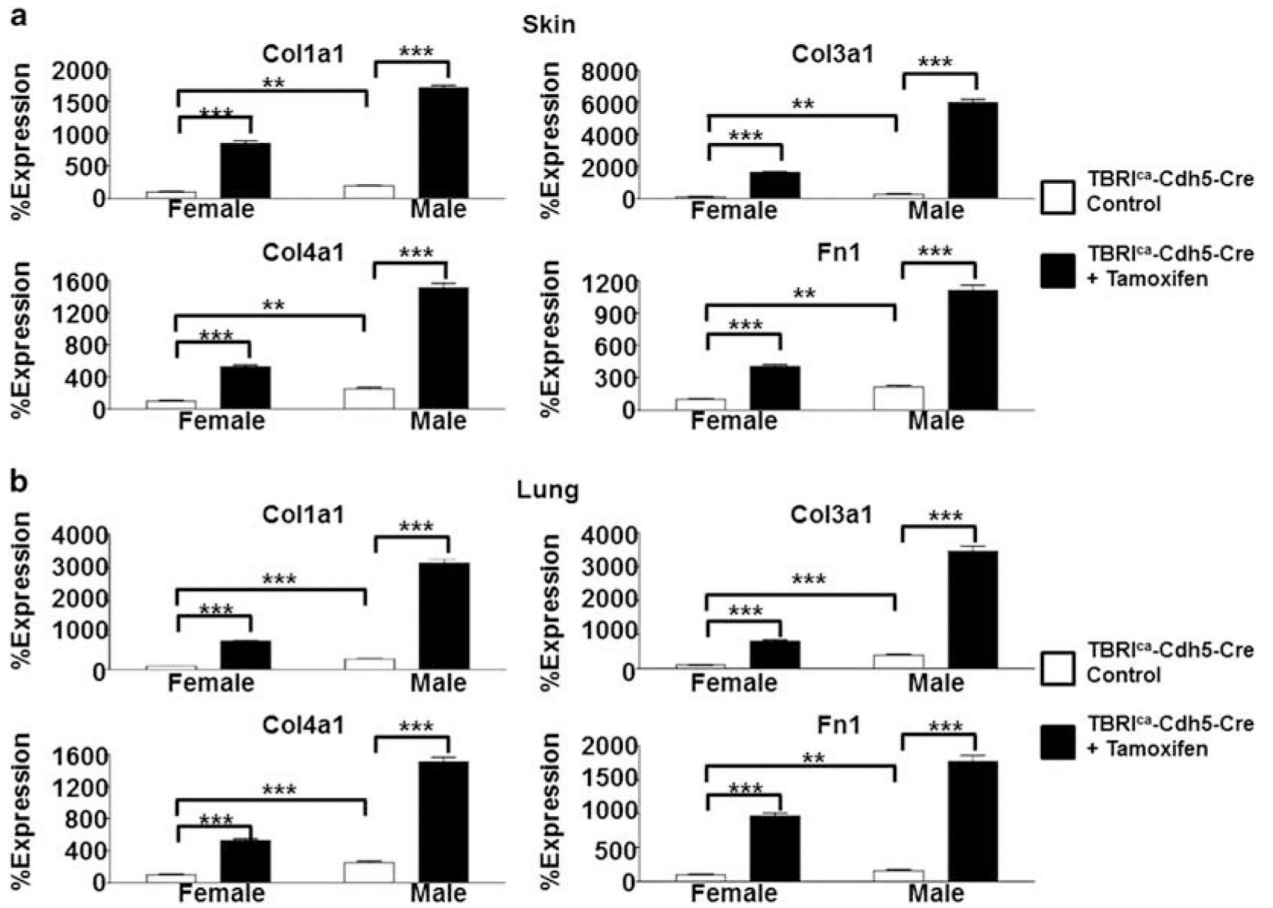 a
Skin
Col1a1
%Expression
2000
1500
1000
500
0
**
***
***
Female
Male
Col3a1
%Expression
8000
6000
4000
2000
0
**
***
***
Female
Male
TBRIca-Cdh5-Cre
Control
TBRIca-Cdh5-Cre
+ Tamoxifen
Col4a1
%Expression
1600
1200
800
400
0
**
***
***
Female
Male
Fn1
%Expression
1200
900
600
300
0
**
***
***
Female
Male
b
Lung
Col1a1
%Expression
4000
3000
2000
1000
0
***
***
***
Female
Male
Col3a1
%Expression
4000
3000
2000
1000
0
***
***
***
Female
Male
TBRIca-Cdh5-Cre
Control
TBRIca-Cdh5-Cre
+ Tamoxifen
Col4a1
%Expression
1600
1200
800
400
0
***
***
***
Female
Male
Fn1
%Expression
2000
1500
1000
500
0
**
***
***
Female
Male